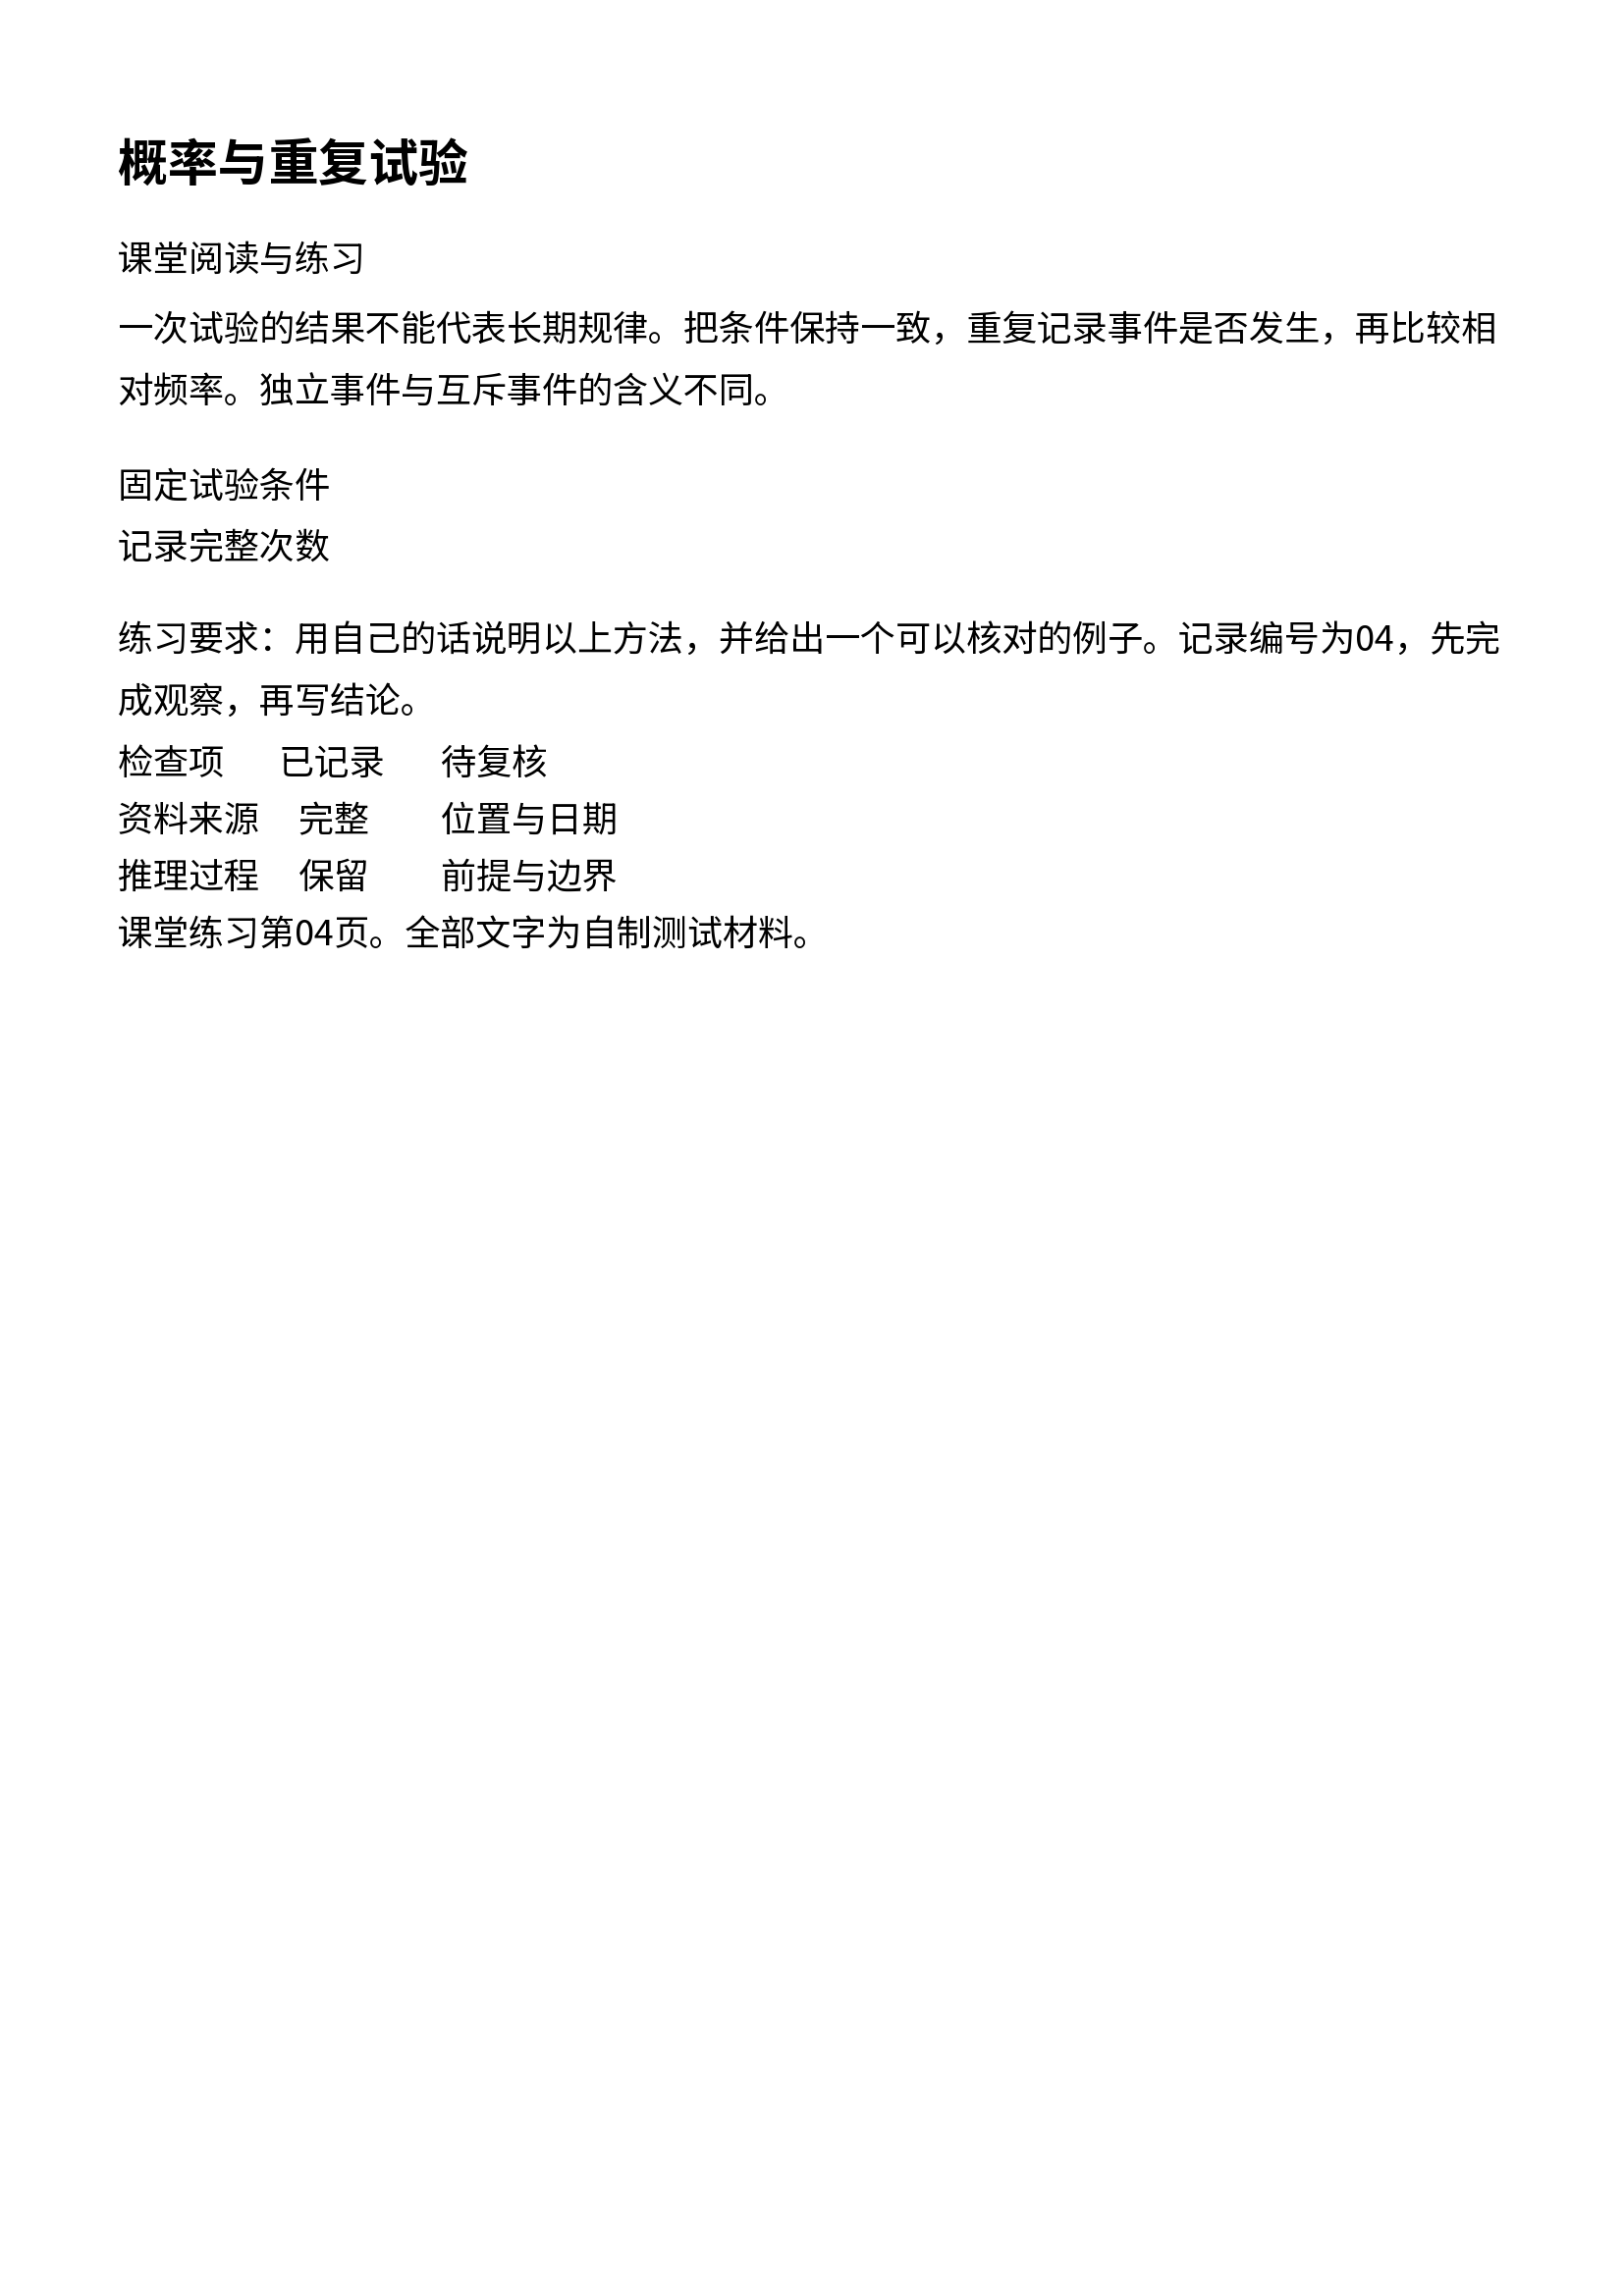 概率与重复试验
课堂阅读与练习
一次试验的结果不能代表长期规律。把条件保持一致，重复记录事件是否发生，再比较相
对频率。独立事件与互斥事件的含义不同。
固定试验条件
记录完整次数
练习要求：用自己的话说明以上方法，并给出一个可以核对的例子。记录编号为04，先完
成观察，再写结论。
检查项 已记录 待复核
资料来源 完整 位置与日期
推理过程 保留 前提与边界
课堂练习第04页。全部文字为自制测试材料。